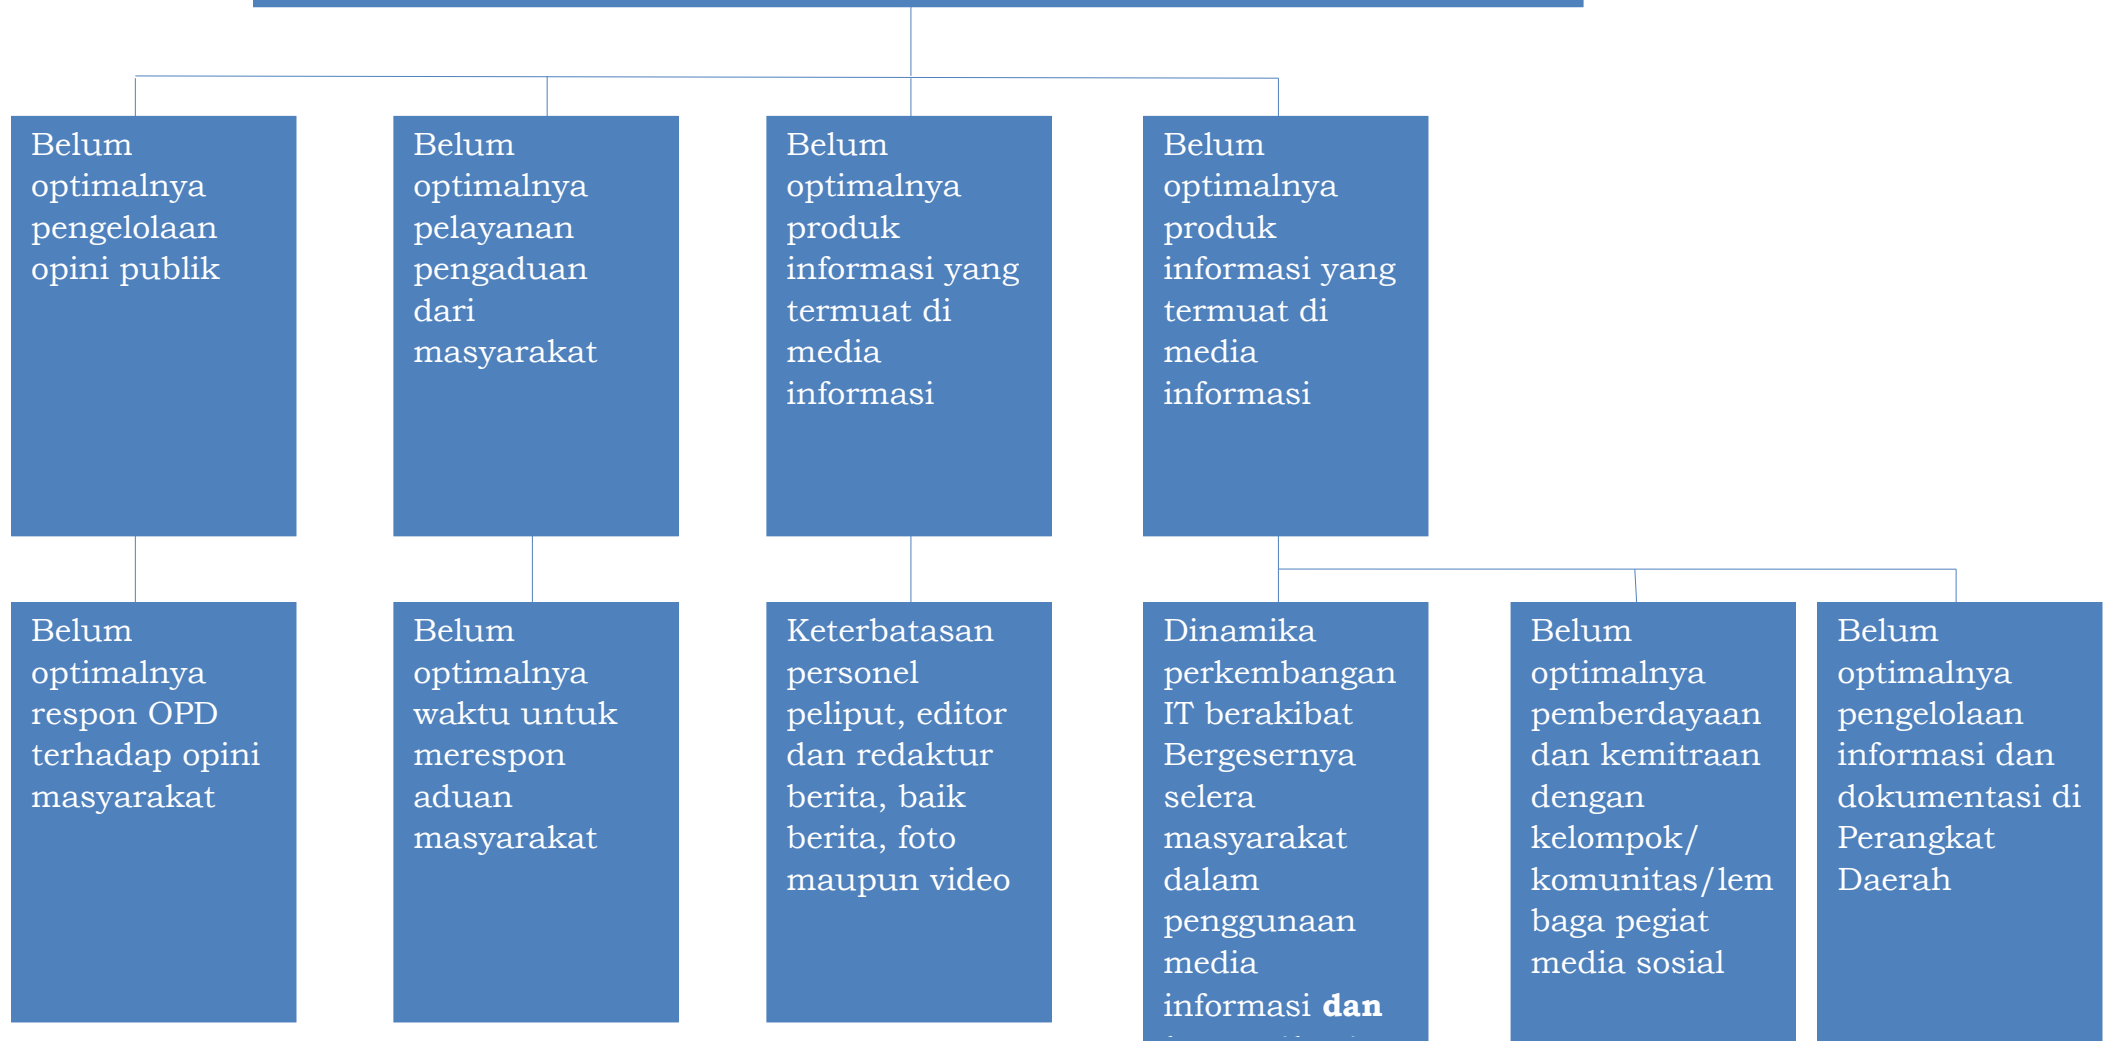 Belum
optimalnya
pengelolaan
opini publik
Belum
optimalnya
pelayanan
pengaduan
dari
masyarakat
Belum
optimalnya
produk
informasi yang
termuat di
media
informasi
Belum
optimalnya
produk
informasi yang
termuat di
media
informasi
Belum
optimalnya
respon OPD
terhadap opini
masyarakat
Belum
optimalnya
waktu untuk
merespon
aduan
masyarakat
Keterbatasan
personel
peliput, editor
dan redaktur
berita, baik
berita, foto
maupun video
Dinamika
perkembangan
IT berakibat
Bergesernya
selera
masyarakat
dalam
penggunaan
media
informasi dan
Belum
optimalnya
pemberdayaan
dan kemitraan
dengan
kelompok/
komunitas/lem
baga pegiat
media sosial
Belum
optimalnya
pengelolaan
informasi dan
dokumentasi di
Perangkat
Daerah